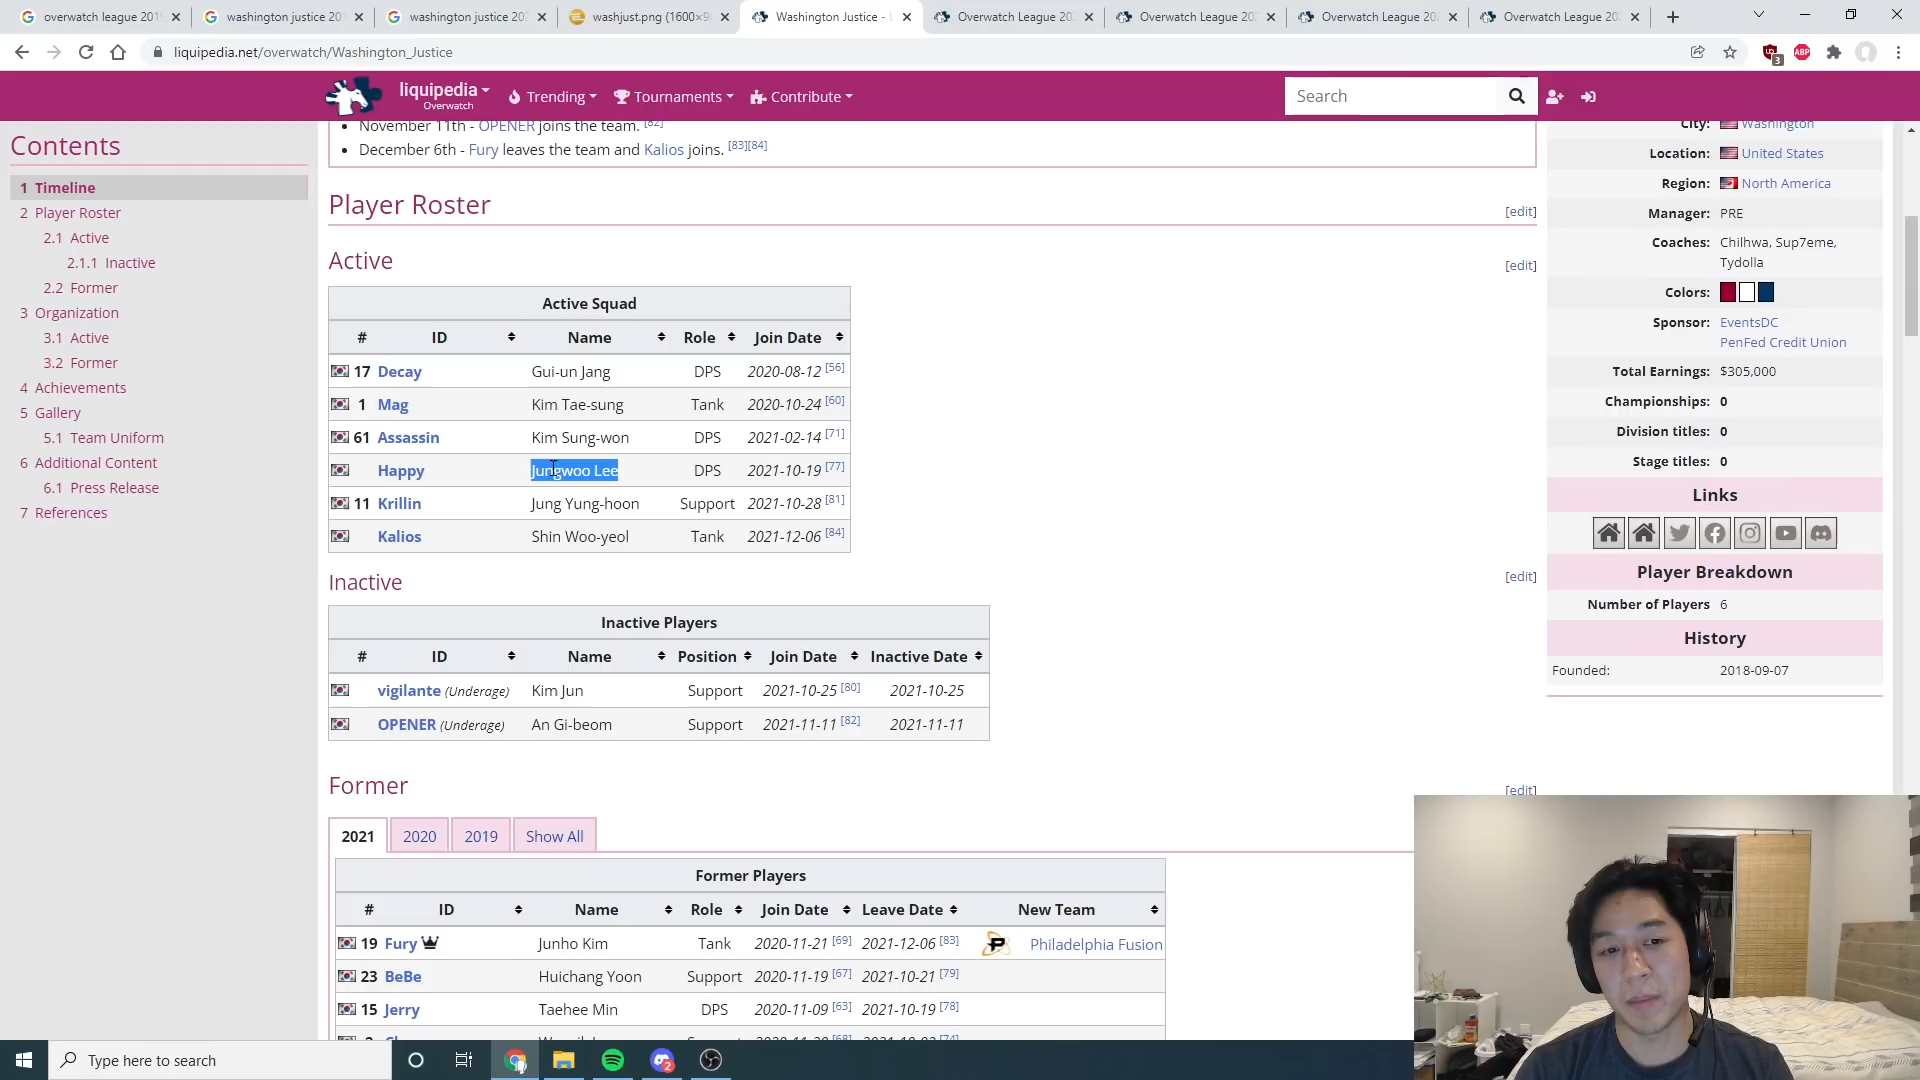 overwatch league 201
washington justice 20
washington justice 202
washjust.png (1600×9
Washington Justice - L
Overwatch League 202
Overwatch League 202
Overwatch League 202
Overwatch League 202
liquipedia.net/overwatch/Washington_Justice
3
ABP
liquipedia
Overwatch
Trending
Tournaments
Contribute
Search
Contents
1 Timeline
2 Player Roster
2.1 Active
2.1.1 Inactive
2.2 Former
3 Organization
3.1 Active
3.2 Former
4 Achievements
5 Gallery
5.1 Team Uniform
6 Additional Content
6.1 Press Release
7 References
November 11th - OPENER joins the team. [82]
December 6th - Fury leaves the team and Kalios joins. [83][84]
Player Roster [edit]
Active [edit]
Active Squad
# ID Name Role Join Date
17 Decay Gui-un Jang DPS 2020-08-12 [56]
1 Mag Kim Tae-sung Tank 2020-10-24 [60]
61 Assassin Kim Sung-won DPS 2021-02-14 [71]
Happy Jungwoo Lee DPS 2021-10-19 [77]
11 Krillin Jung Yung-hoon Support 2021-10-28 [81]
Kalios Shin Woo-yeol Tank 2021-12-06 [84]
Inactive [edit]
Inactive Players
# ID Name Position Join Date Inactive Date
vigilante (Underage) Kim Jun Support 2021-10-25 [80] 2021-10-25
OPENER (Underage) An Gi-beom Support 2021-11-11 [82] 2021-11-11
Former [edit]
2021 2020 2019 Show All
Former Players
# ID Name Role Join Date Leave Date New Team
19 Fury Junho Kim Tank 2020-11-21 [69] 2021-12-06 [83] Philadelphia Fusion
23 BeBe Huichang Yoon Support 2020-11-19 [67] 2021-10-21 [79]
15 Jerry Taehee Min DPS 2020-11-09 [63] 2021-10-19 [78]
City: Washington
Location: United States
Region: North America
Manager: PRE
Coaches: Chilhwa, Sup7eme,
Tydolla
Colors:
Sponsor: EventsDC
PenFed Credit Union
Total Earnings: $305,000
Championships: 0
Division titles: 0
Stage titles: 0
Links
Player Breakdown
Number of Players 6
History
Founded: 2018-09-07
Type here to search
2